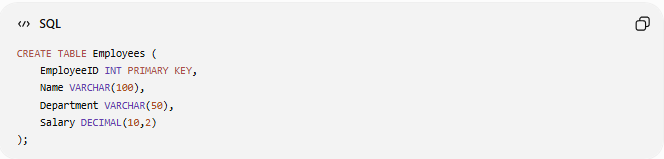 SQL
CREATE TABLE Employees (
    EmployeeID INT PRIMARY KEY,
    Name VARCHAR(100),
    Department VARCHAR(50),
    Salary DECIMAL(10,2)
);